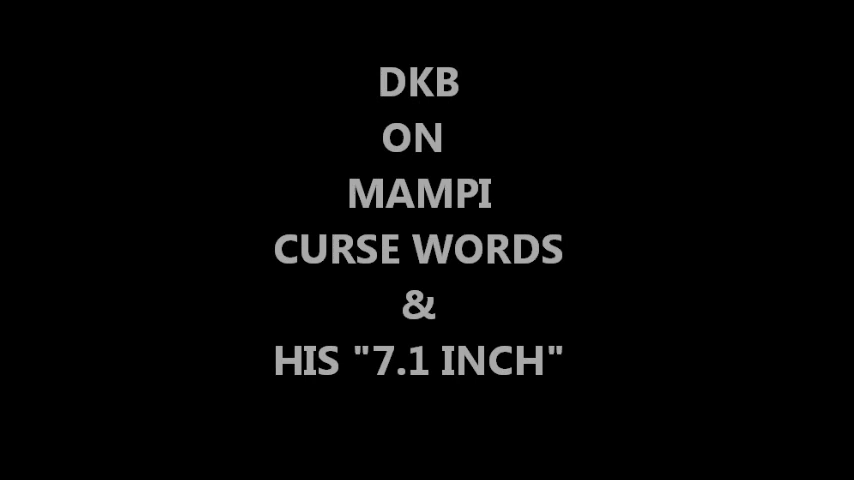 DKB
ON
MAMPI
CURSE WORDS
&
HIS "7.1 INCH"